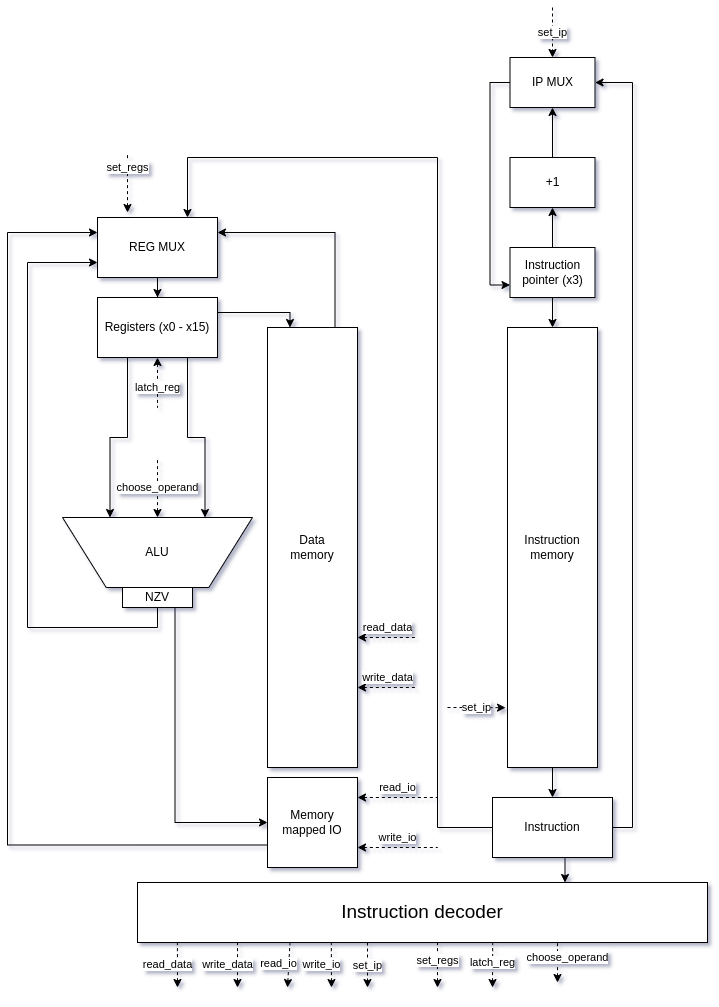 set_ip
IP MUX
+1
set_regs
REG MUX
Instruction
pointer (x3)
Registers (x0 - x15)
latch_reg
choose_operand
ALU
NZV
Data
memory
Instruction
memory
read_data
write_data
set_ip
read_io
Memory
mapped IO
write_io
Instruction
Instruction decoder
read_data
write_data
read_io
write_io
set_ip
set_regs
latch_reg
choose_operand